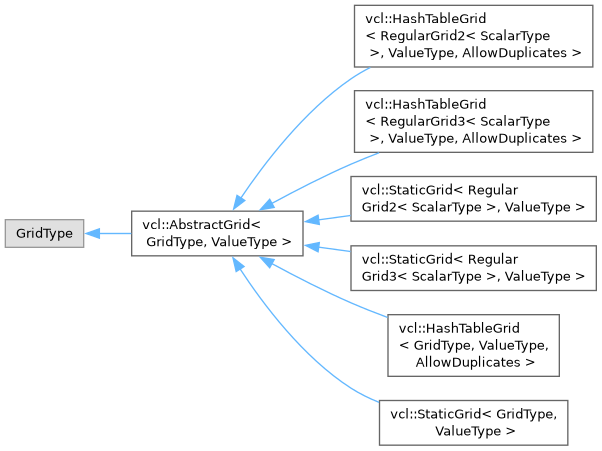 vcl::HashTableGrid
< RegularGrid2< ScalarType
>, ValueType, AllowDuplicates >
vcl::HashTableGrid
< RegularGrid3< ScalarType
>, ValueType, AllowDuplicates >
vcl::StaticGrid< Regular
Grid2< ScalarType >, ValueType >
GridType
vcl::AbstractGrid<
GridType, ValueType >
vcl::StaticGrid< Regular
Grid3< ScalarType >, ValueType >
vcl::HashTableGrid
< GridType, ValueType,
AllowDuplicates >
vcl::StaticGrid< GridType,
ValueType >